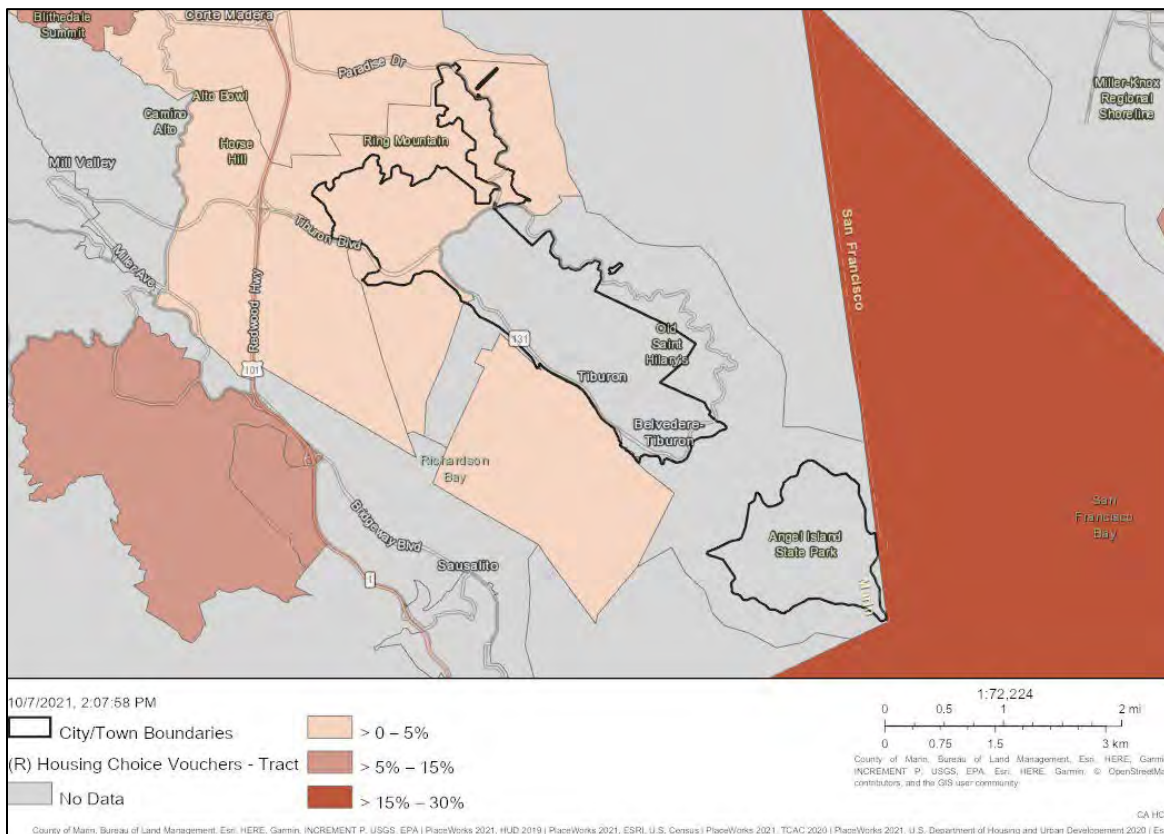 Corte Madera
Blithedale
Summit
Paradise Dr
Miller-Knox
Regional
Shoreline
Alto Bowl
Camino
Alto
Ring Mountain
Horse
Hill
Mill Valley
Tiburon Blvd
San Francisco
Miller Ave
Redwood Hwy
Old
Saint
Hilary's
131
101
Tiburon
Belvedere-
Tiburon
Richardson
Bay
San
Francisco
Bay
Bridgeway Blvd
Angel Island
State Park
Sausalito
1
Marin
10/7/2021, 2:07:58 PM
City/Town Boundaries
(R) Housing Choice Vouchers - Tract
No Data
> 0 – 5%
> 5% – 15%
> 15% – 30%
1:72,224
0 0.5 1 2 mi
0 0.75 1.5 3 km
County of Marin, Bureau of Land Management, Esri, HERE, Garmin,
INCREMENT P, USGS, EPA, Esri, HERE, Garmin, © OpenStreetMa
contributors, and the GIS user community
CA HC
County of Marin, Bureau of Land Management, Esri, HERE, Garmin, INCREMENT P, USGS, EPA | PlaceWorks 2021, HUD 2019 | PlaceWorks 2021, ESRI, U.S. Census | PlaceWorks 2021, TCAC 2020 | PlaceWorks 2021, U.S. Department of Housing and Urban Developement 2020 | Esri